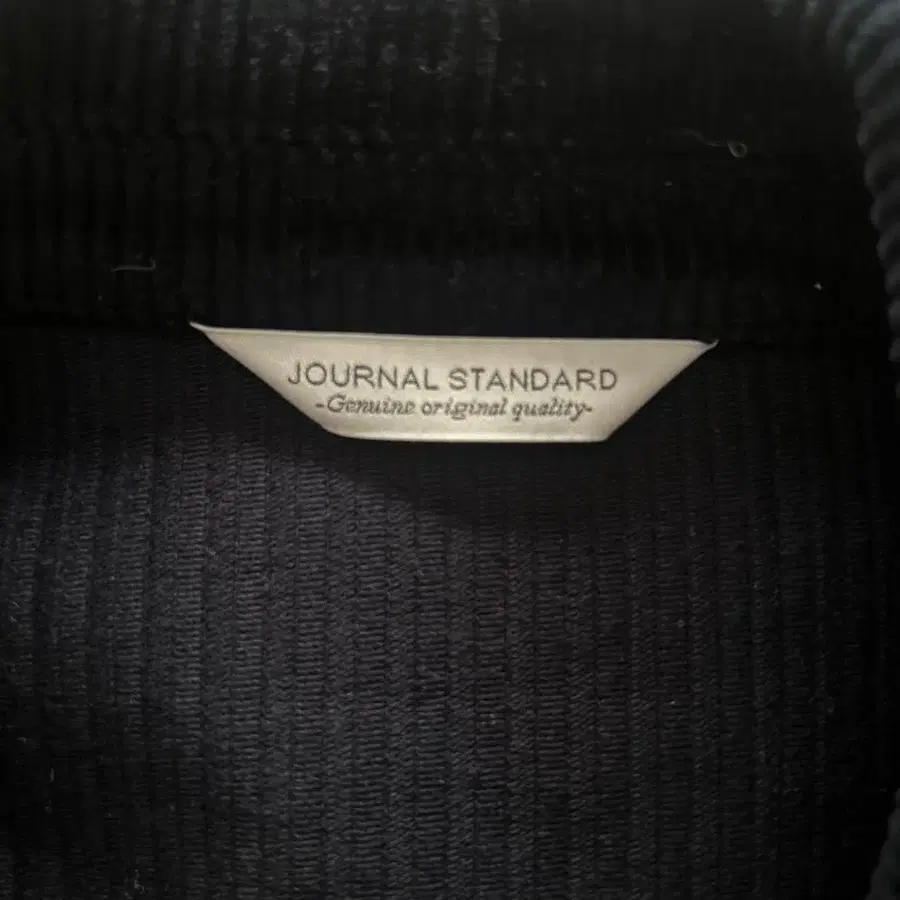 JOURNAL STANDARD
-Genuine original quality-